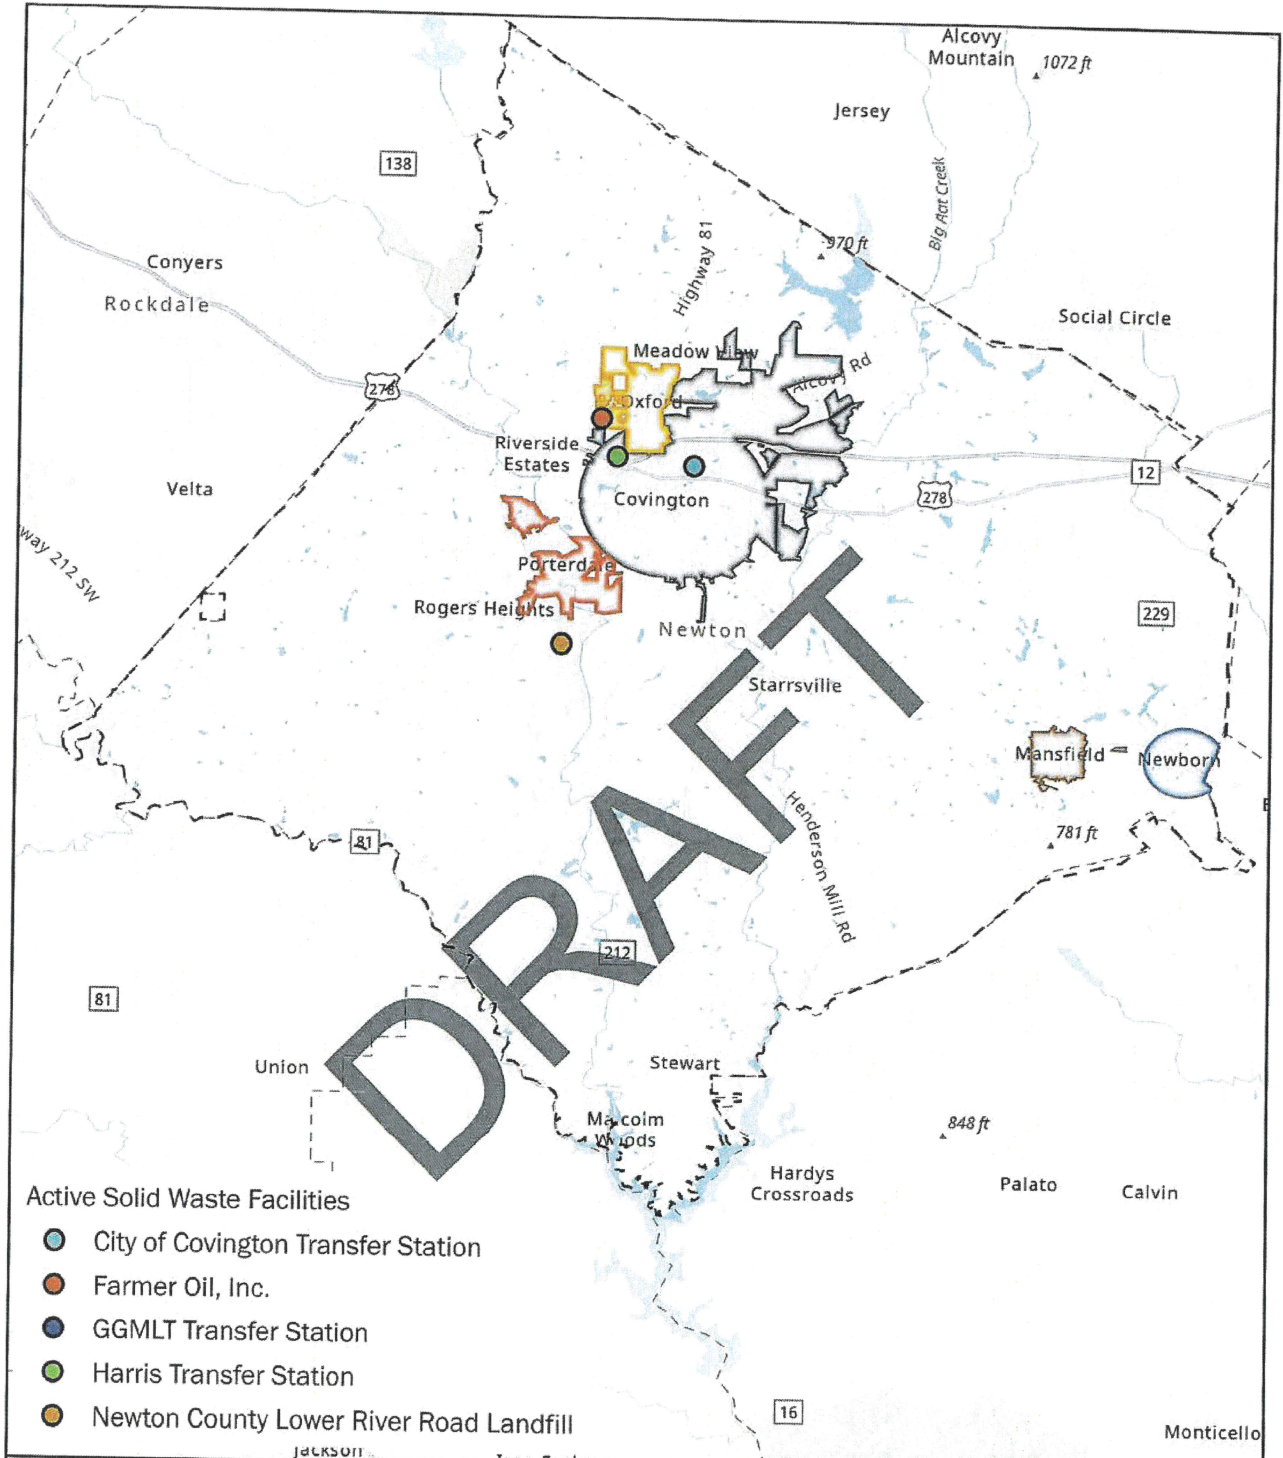 Alcovy
Mountain
1072 ft
Jersey
138
Big Flat Creek
Highway 81
970 ft
Conyers
Rockdale
Social Circle
278
Meadow View
Alcovy Rd
Oxford
Riverside
Estates
12
Velta
Covington
278
way 212 SW
Porterdale
Rogers Heights
229
Newton
Starrsville
Mansfield
Newborn
81
781 ft
Henderson Mill Rd
DRAFT
212
81
Union
Stewart
Malcolm
Woods
848 ft
Hardys
Crossroads
Palato
Calvin
Active Solid Waste Facilities
City of Covington Transfer Station
Farmer Oil, Inc.
GGMLT Transfer Station
Harris Transfer Station
Newton County Lower River Road Landfill
16
Monticello
Jackson